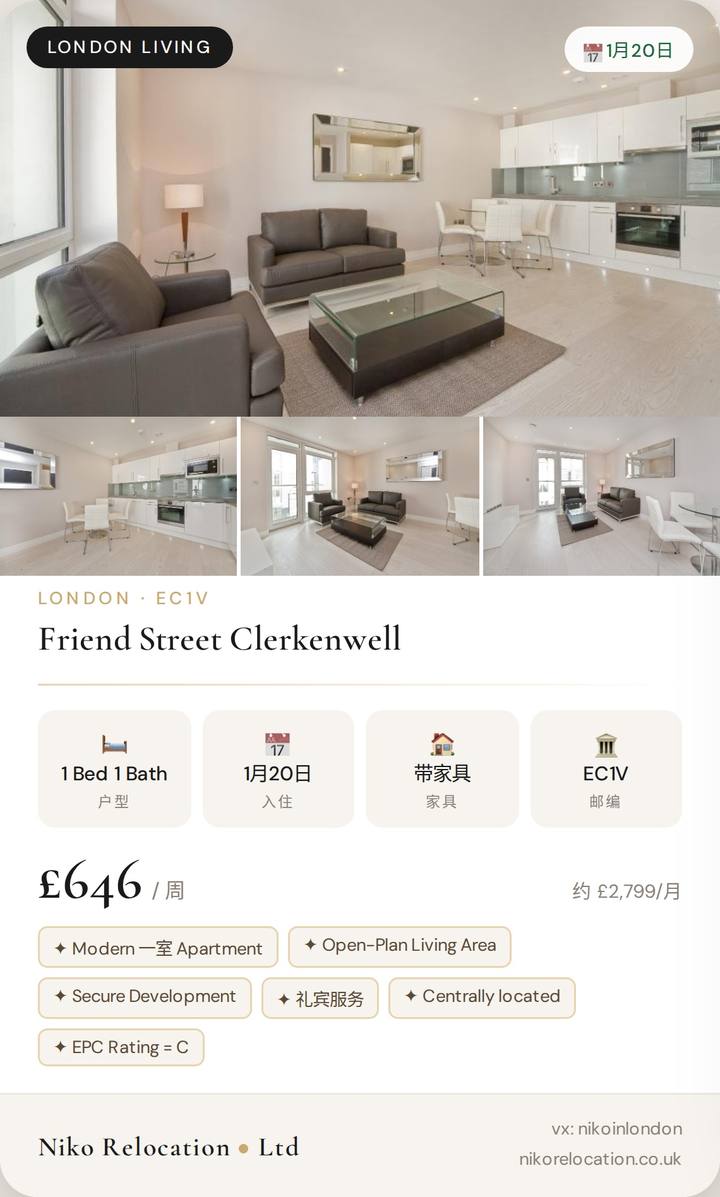 LONDON LIVING
1月20日
LONDON · EC1V
Friend Street Clerkenwell
1 Bed 1 Bath
户型
17
1月20日
入住
带家具
家具
EC1V
邮编
£646 / 周
约 £2,799/月
✦ Modern 一室 Apartment
✦ Open-Plan Living Area
✦ Secure Development
✦ 礼宾服务
✦ Centrally located
✦ EPC Rating = C
Niko Relocation • Ltd
vx: nikoinlondon
nikorelocation.co.uk